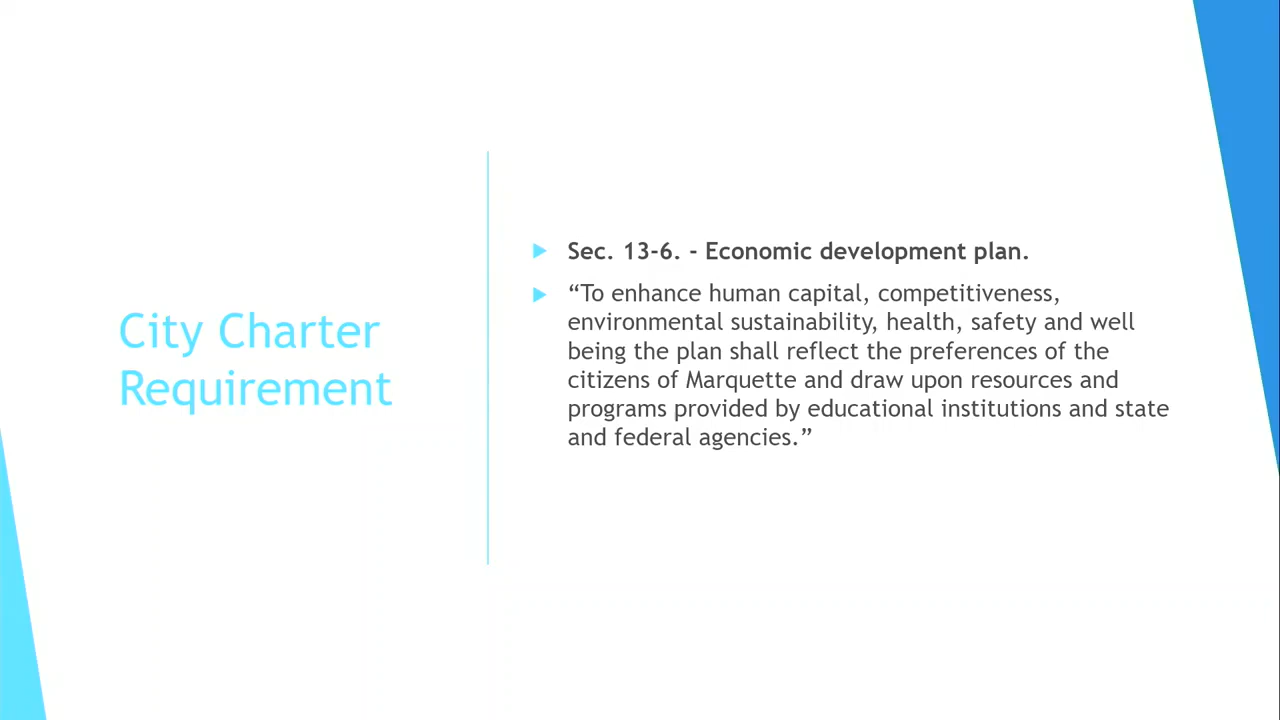 City Charter
Requirement
Sec. 13-6. - Economic development plan.
“To enhance human capital, competitiveness,
environmental sustainability, health, safety and well
being the plan shall reflect the preferences of the
citizens of Marquette and draw upon resources and
programs provided by educational institutions and state
and federal agencies.”